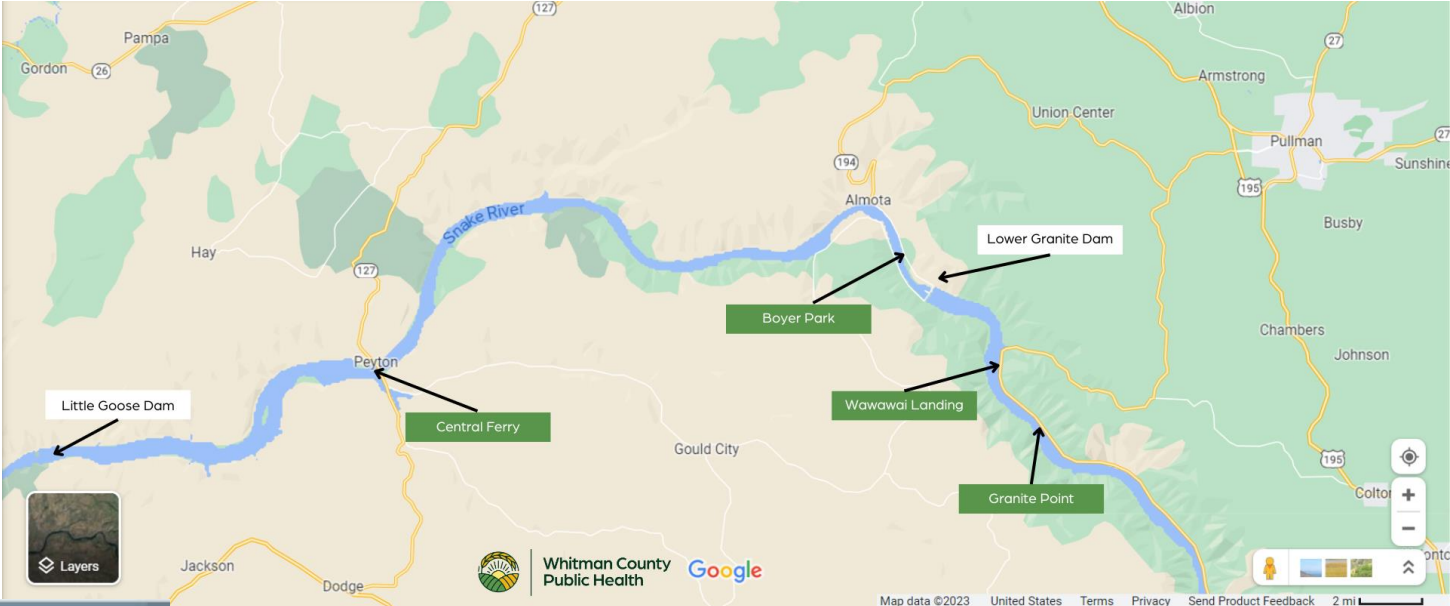 Albion
127
27
Pampa
Gordon
26
Armstrong
Union Center
Pullman
27
Sunshine
194
195
Almota
Busby
Snake River
Lower Granite Dam
Hay
127
Boyer Park
Chambers
Johnson
Peyton
Little Goose Dam
Wawawai Landing
Central Ferry
Gould City
195
Granite Point
Colton
Layers
Jackson
Dodge
Whitman County
Public Health
Google
Map data ©2023 United States Terms Privacy Send Product Feedback 2 mi